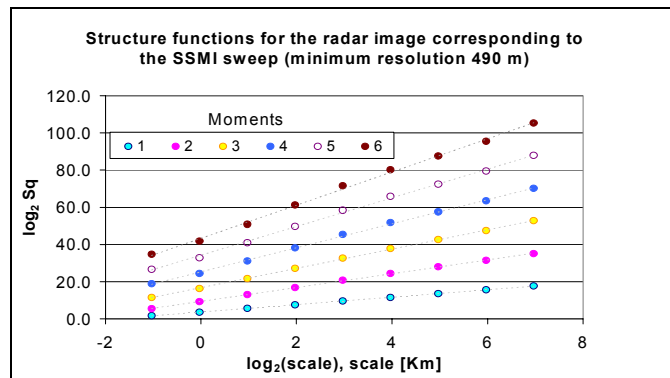 Structure functions for the radar image corresponding to
the SSMI sweep (minimum resolution 490 m)
120.0
100.0
80.0
60.0
40.0
20.0
0.0
log2 Sq
Moments
1 2 3 4 5 6
-2 0 2 4 6 8
log2(scale), scale [Km]